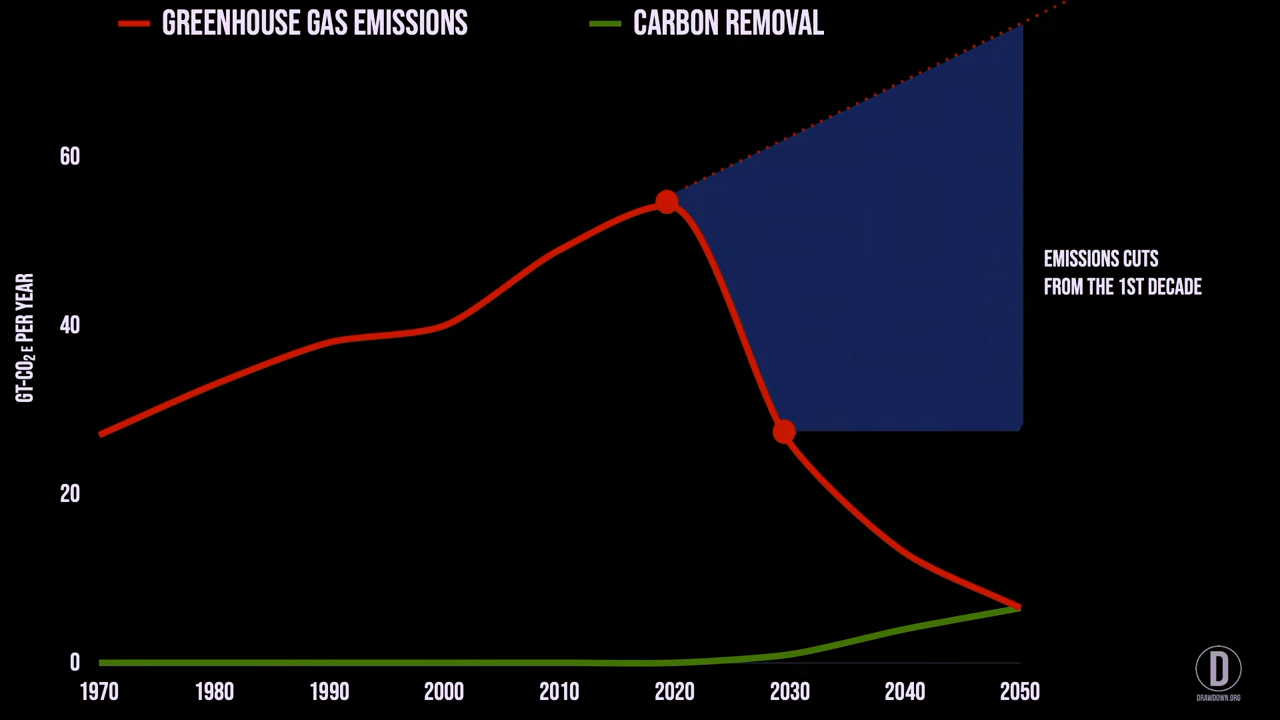 GREENHOUSE GAS EMISSIONS
CARBON REMOVAL
GT-CO2 E PER YEAR
60
40
20
0
1970
1980
1990
2000
2010
2020
2030
2040
2050
EMISSIONS CUTS
FROM THE 1ST DECADE
D
DRAWDOWN.ORG